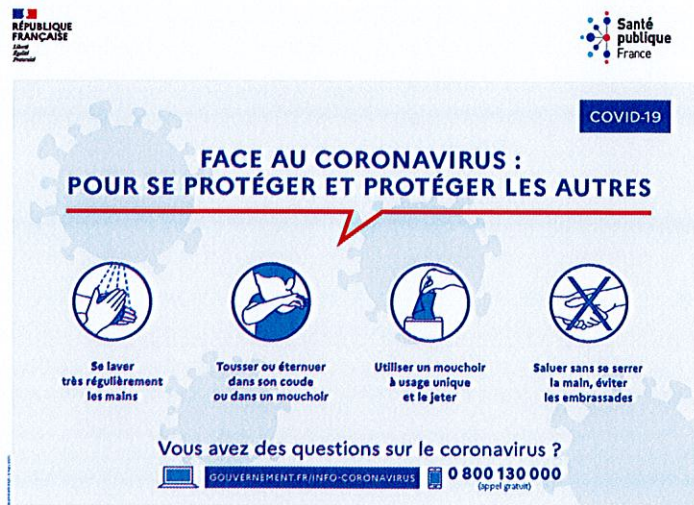 RÉPUBLIQUE
FRANÇAISE
Liberté
Égalité
Fraternité
Santé
publique
France
COVID-19
FACE AU CORONAVIRUS :
POUR SE PROTÉGER ET PROTÉGER LES AUTRES
Se laver
très régulièrement
les mains
Tousser ou éternuer
dans son coude
ou dans un mouchoir
Utiliser un mouchoir
à usage unique
et le jeter
Saluer sans se serrer
la main, éviter
les embrassades
Vous avez des questions sur le coronavirus ?
GOUVERNEMENT.FR/INFO-CORONAVIRUS
0 800 130 000
(appel gratuit)